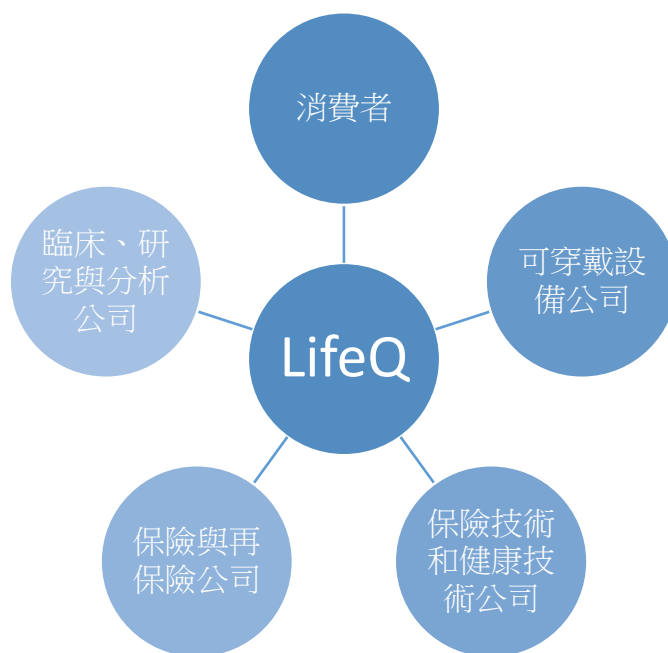 消費者
臨床、研
究與分析
公司
可穿戴設
備公司
LifeQ
保險與再
保險公司
保險技術
和健康技
術公司